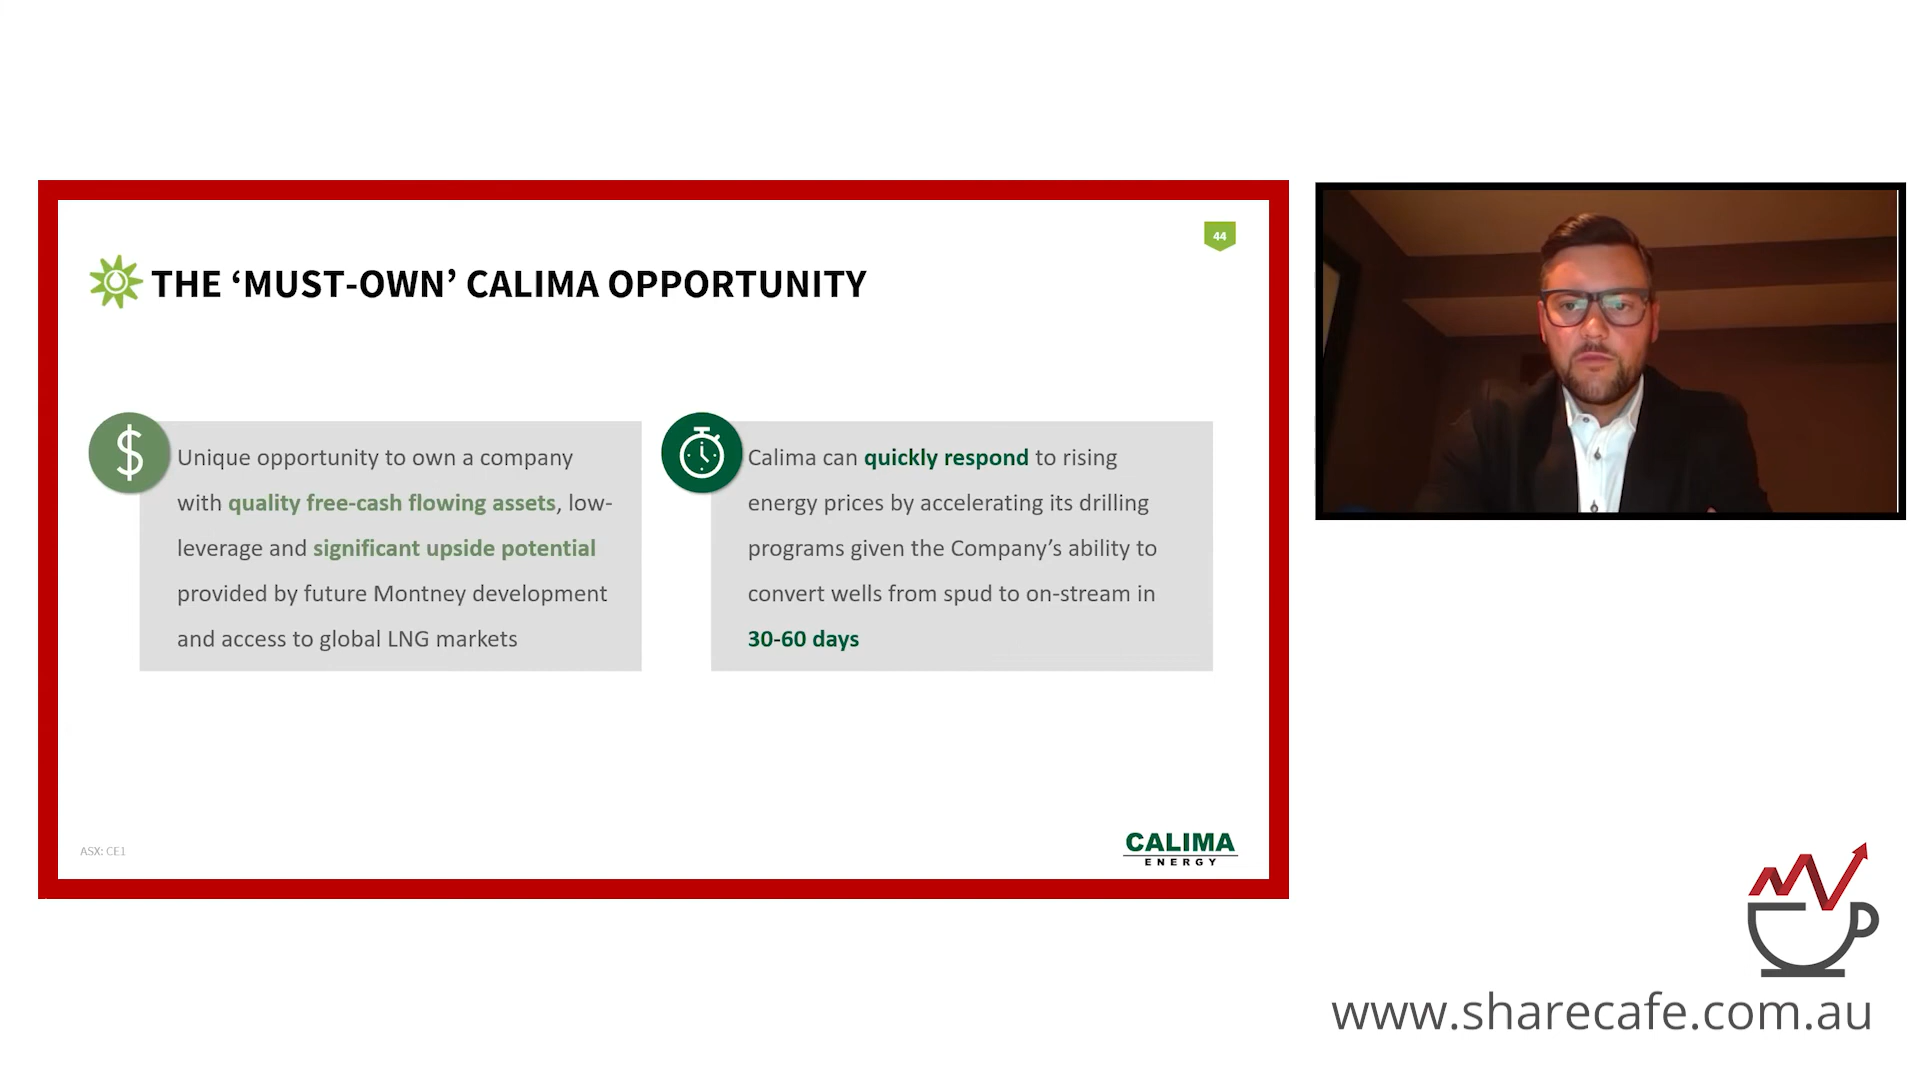 44
THE ‘MUST-OWN’ CALIMA OPPORTUNITY
$
Unique opportunity to own a company
with quality free-cash flowing assets, low-
leverage and significant upside potential
provided by future Montney development
and access to global LNG markets
Calima can quickly respond to rising
energy prices by accelerating its drilling
programs given the Company’s ability to
convert wells from spud to on-stream in
30-60 days
ASX: CE1
CALIMA
ENERGY
www.sharecafe.com.au